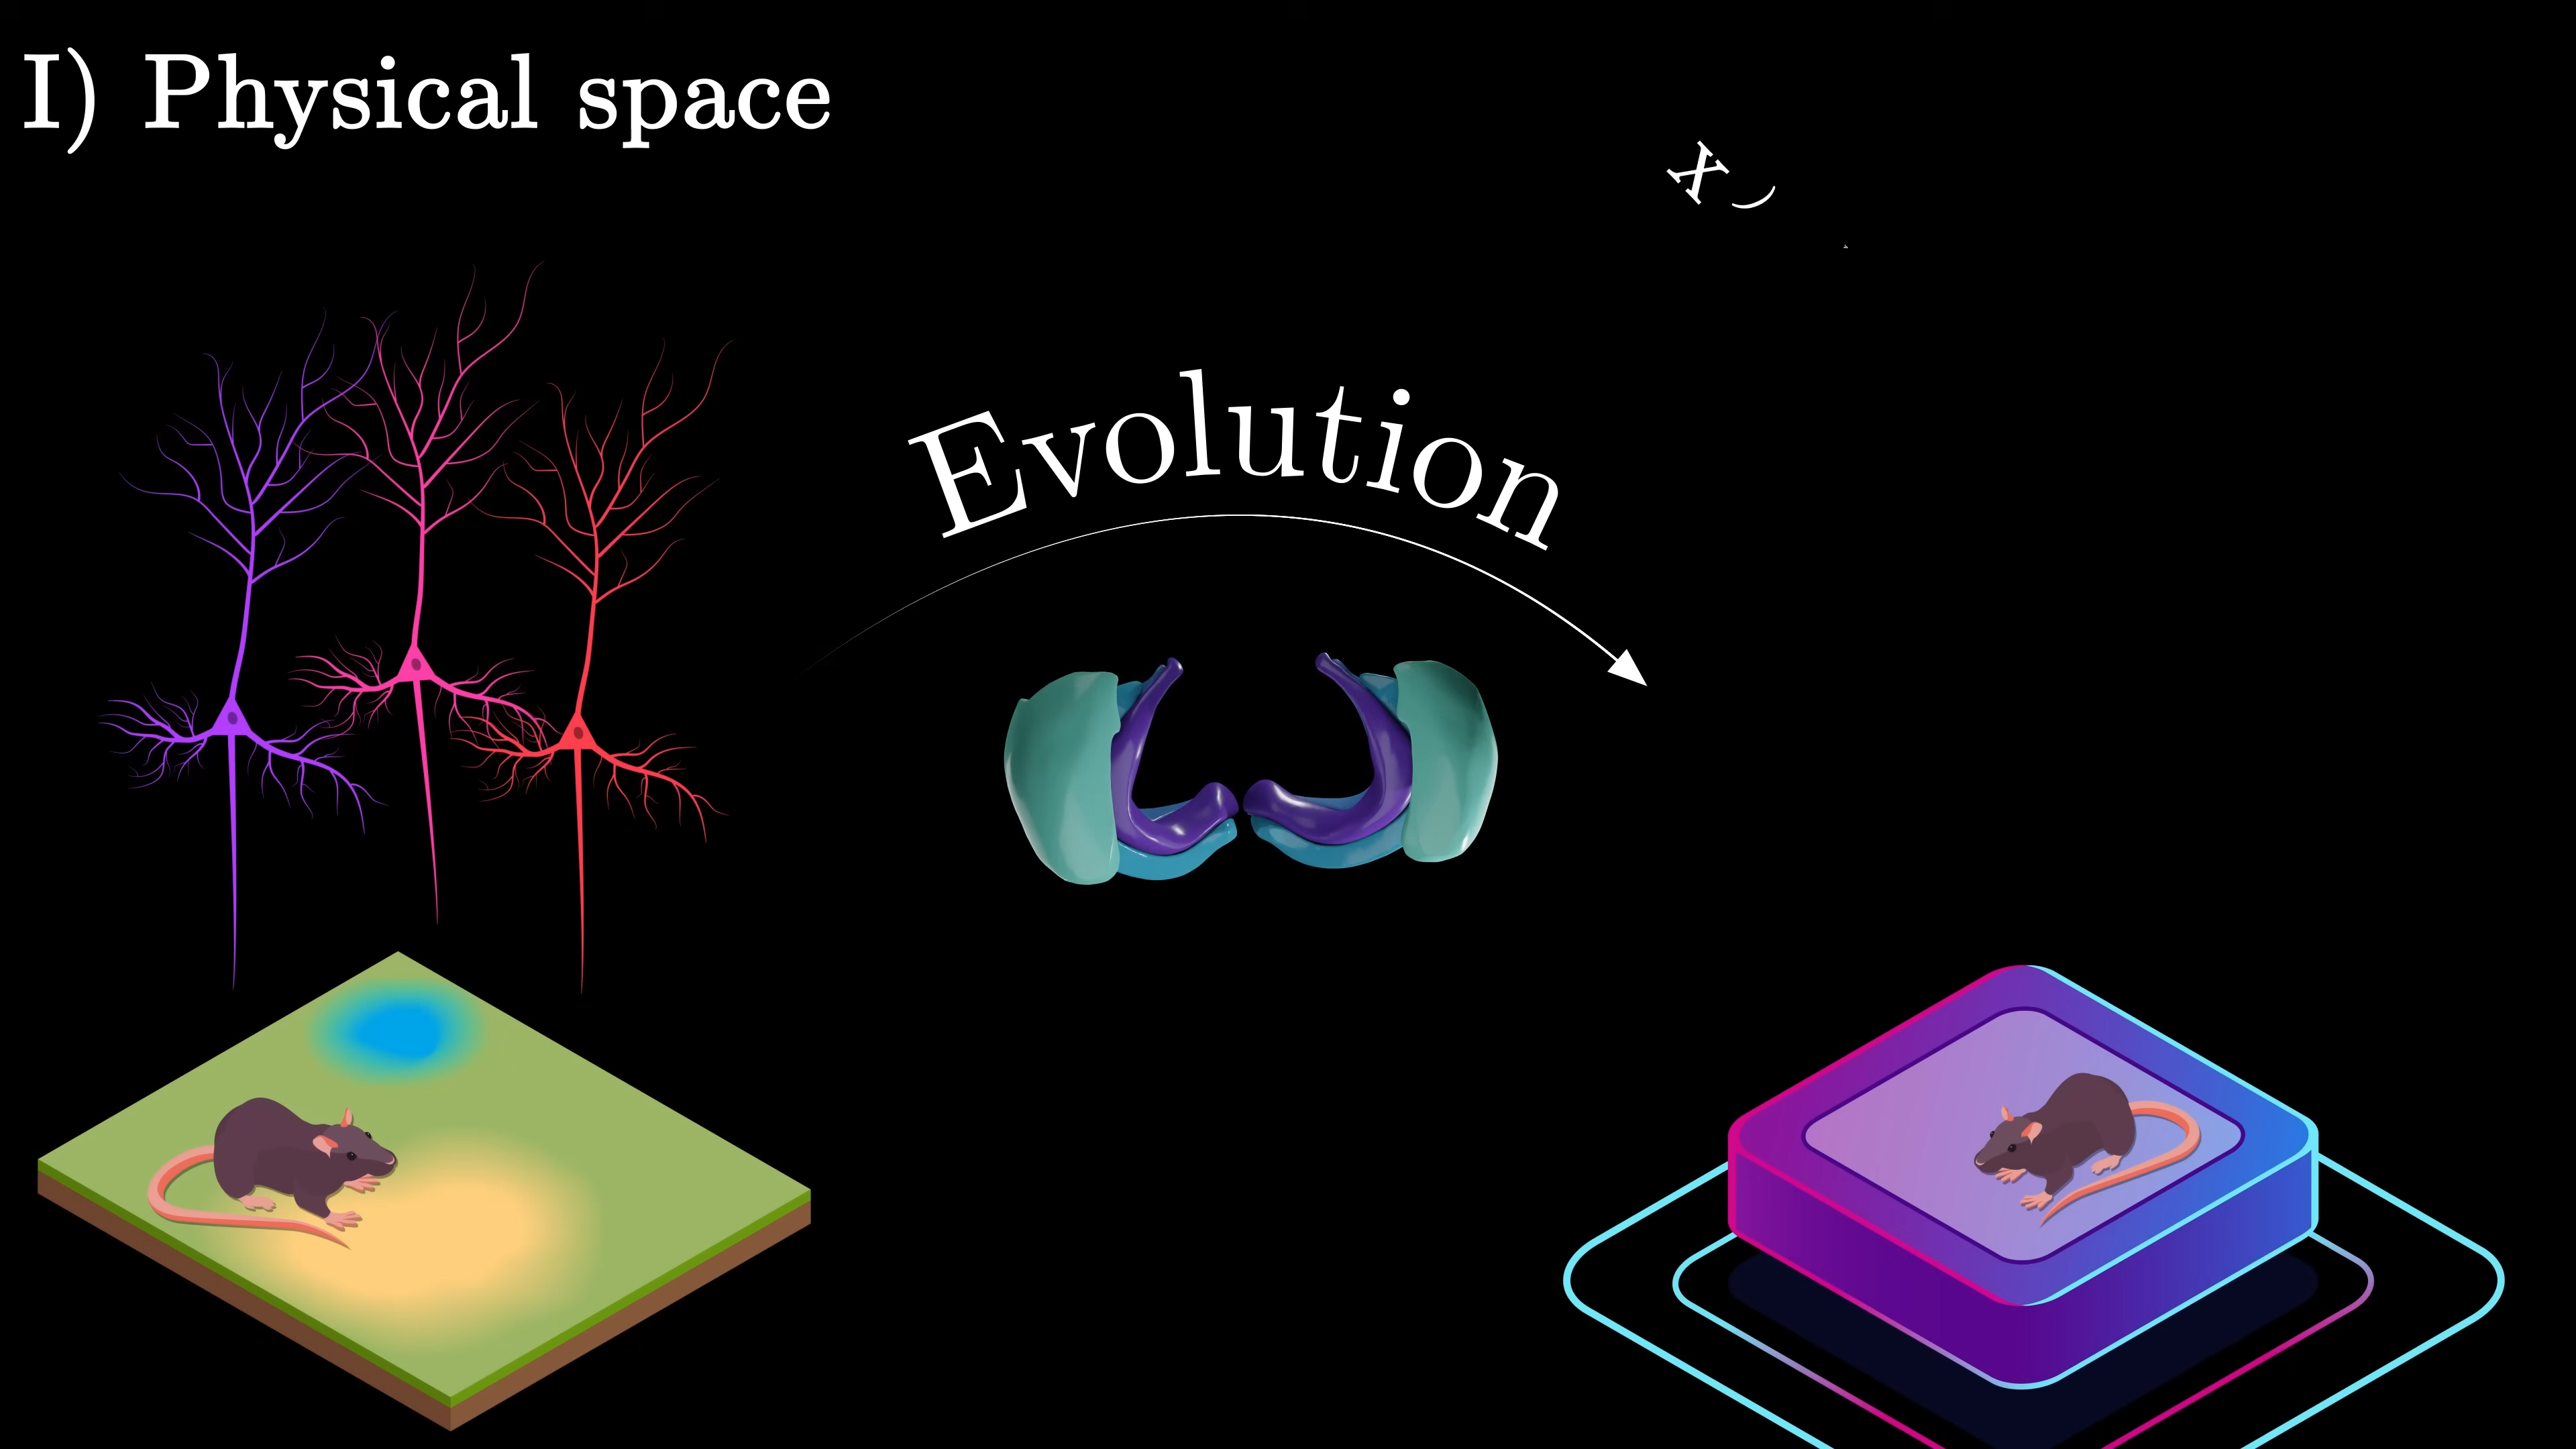 I) Physical space
x )
Evolution